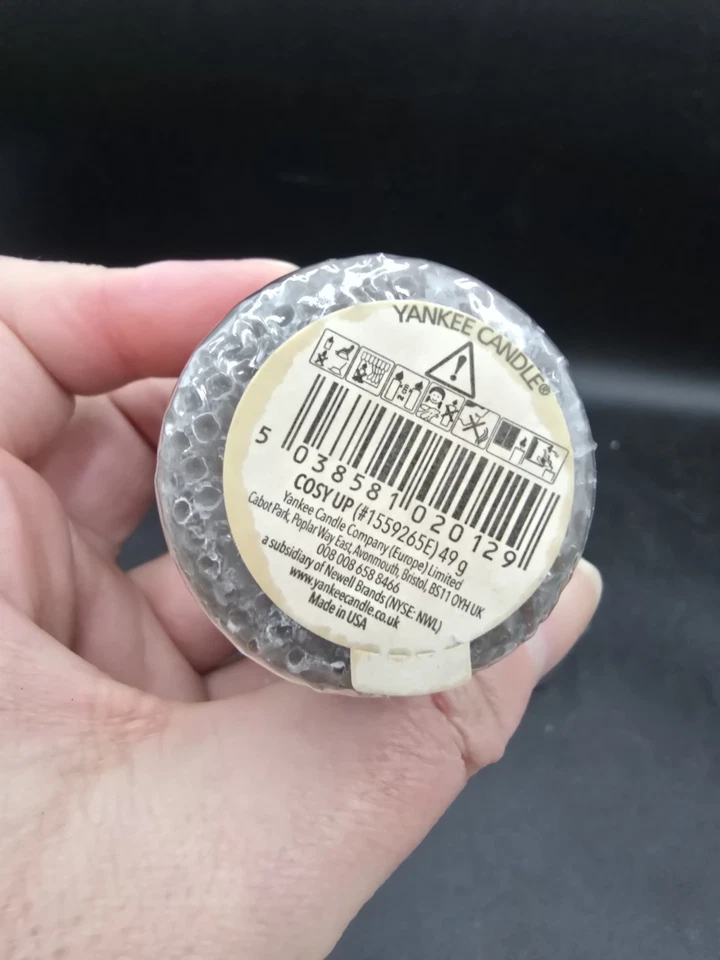 YANKEE CANDLE®
5 038581 020129
COSY UP (#1559265E) 49 g
Yankee Candle Company (Europe) Limited
Cabot Park, Poplar Way East, Avonmouth, Bristol, BS11 0YH UK
008 008 658 8466
a subsidiary of Newell Brands (NYSE: NWL)
www.yankeecandle.co.uk
Made in USA